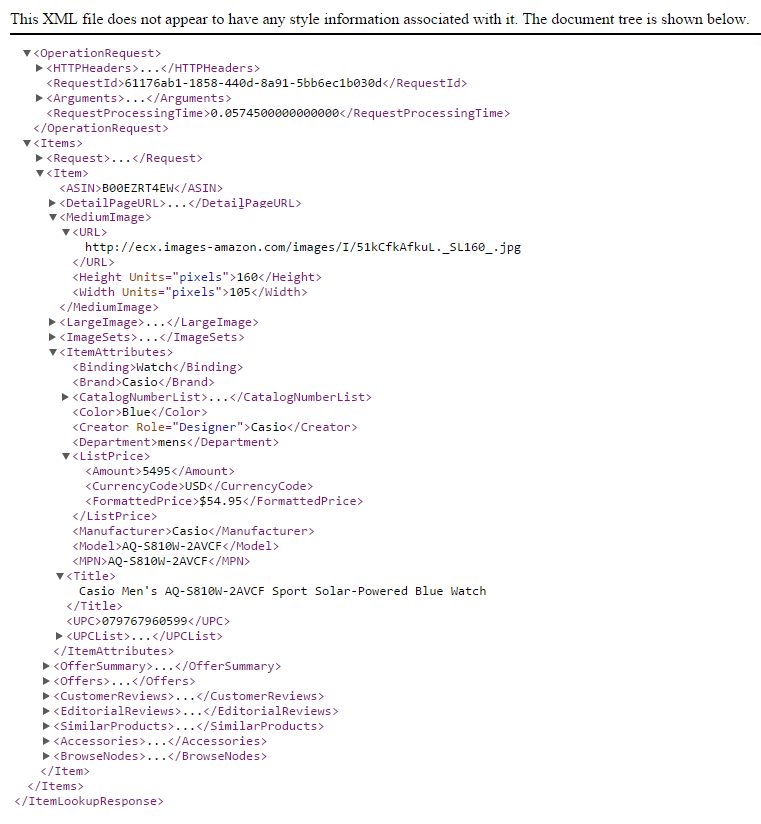 This XML file does not appear to have any style information associated with it. The document tree is shown below.
▼<OperationRequest>
▶<HTTPHeaders>...</HTTPHeaders>
<RequestId>61176ab1-1858-440d-8a91-5bb6ec1b030d</RequestId>
▶<Arguments>...</Arguments>
<RequestProcessingTime>0.0574500000000000</RequestProcessingTime>
</OperationRequest>
▼<Items>
▶<Request>...</Request>
▼<Item>
<ASIN>B00EZRT4EW</ASIN>
▶<DetailPageURL>...</DetailPageURL>
▼<MediumImage>
▼<URL>
http://ecx.images-amazon.com/images/I/51kCfkAfkuL._SL160_.jpg
</URL>
<Height Units="pixels">160</Height>
<Width Units="pixels">105</Width>
</MediumImage>
▶<LargeImage>...</LargeImage>
▶<ImageSets>...</ImageSets>
▼<ItemAttributes>
<Binding>Watch</Binding>
<Brand>Casio</Brand>
▶<CatalogNumberList>...</CatalogNumberList>
<Color>Blue</Color>
<Creator Role="Designer">Casio</Creator>
<Department>mens</Department>
▼<ListPrice>
<Amount>5495</Amount>
<CurrencyCode>USD</CurrencyCode>
<FormattedPrice>$54.95</FormattedPrice>
</ListPrice>
<Manufacturer>Casio</Manufacturer>
<Model>AQ-S810W-2AVCF</Model>
<MPN>AQ-S810W-2AVCF</MPN>
▼<Title>
Casio Men's AQ-S810W-2AVCF Sport Solar-Powered Blue Watch
</Title>
<UPC>079767960599</UPC>
▶<UPCList>...</UPCList>
</ItemAttributes>
▶<OfferSummary>...</OfferSummary>
▶<Offers>...</Offers>
▶<CustomerReviews>...</CustomerReviews>
▶<EditorialReviews>...</EditorialReviews>
▶<SimilarProducts>...</SimilarProducts>
▶<Accessories>...</Accessories>
▶<BrowseNodes>...</BrowseNodes>
</Item>
</Items>
</ItemLookupResponse>